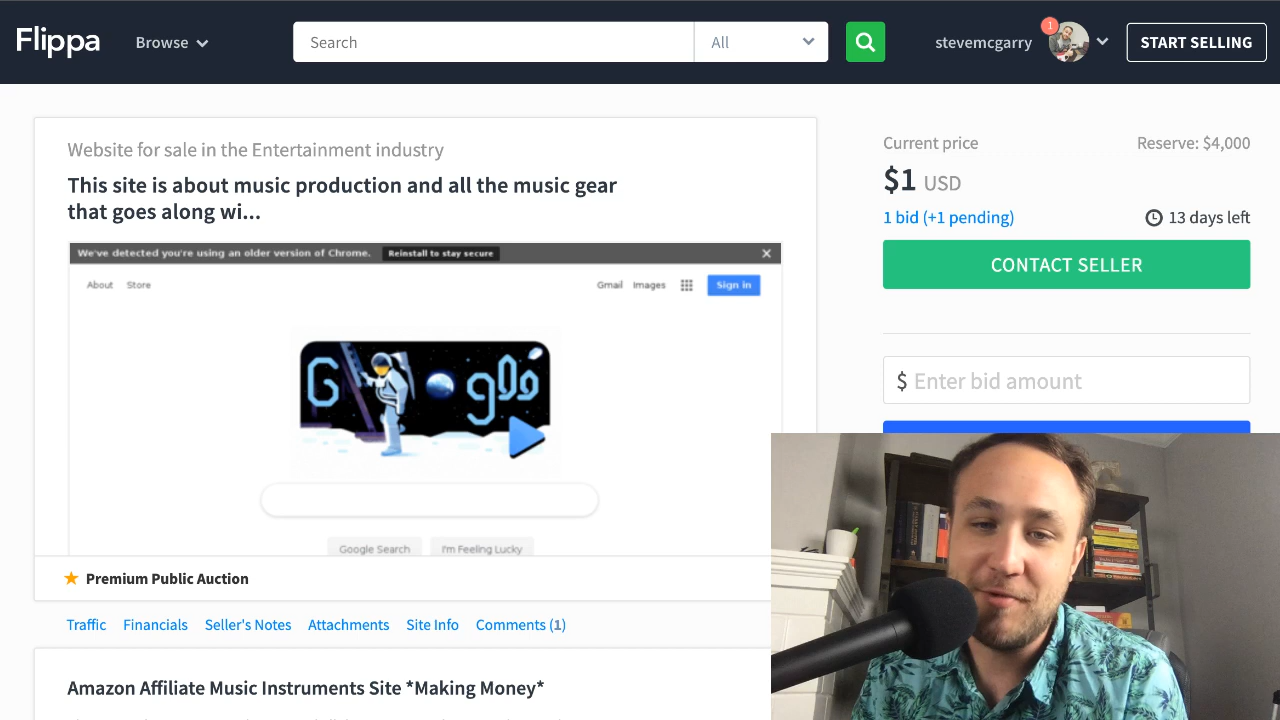 Flippa
Browse
Search
All
stevemcgarry
1
START SELLING
Website for sale in the Entertainment industry
This site is about music production and all the music gear
that goes along wi...
We've detected you're using an older version of Chrome.
Reinstall to stay secure
About
Store
Gmail
Images
Sign in
Google Search
I'm Feeling Lucky
Premium Public Auction
Traffic
Financials
Seller's Notes
Attachments
Site Info
Comments (1)
Amazon Affiliate Music Instruments Site *Making Money*
Current price
Reserve: $4,000
$1 USD
1 bid (+1 pending)
13 days left
CONTACT SELLER
$ Enter bid amount